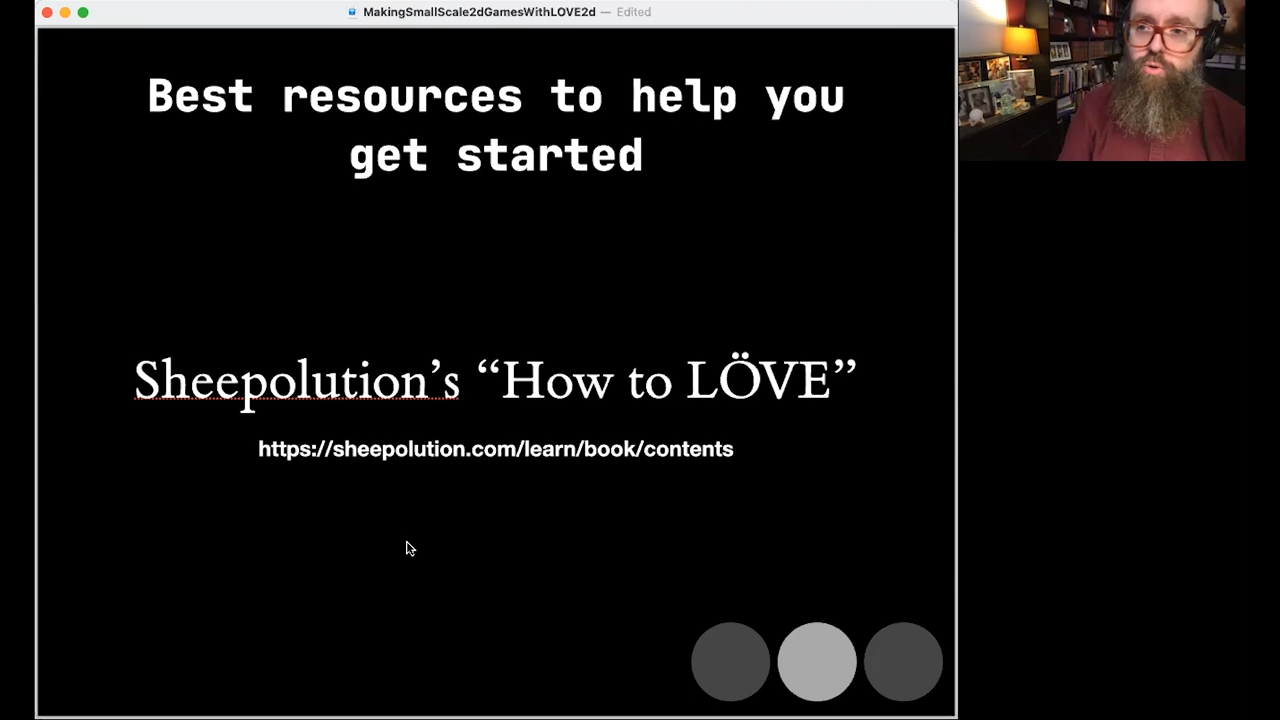 MakingSmallScale2dGamesWithLOVE2d — Edited
Best resources to help you
get started
Sheepolution’s “How to LÖVE”
https://sheepolution.com/learn/book/contents